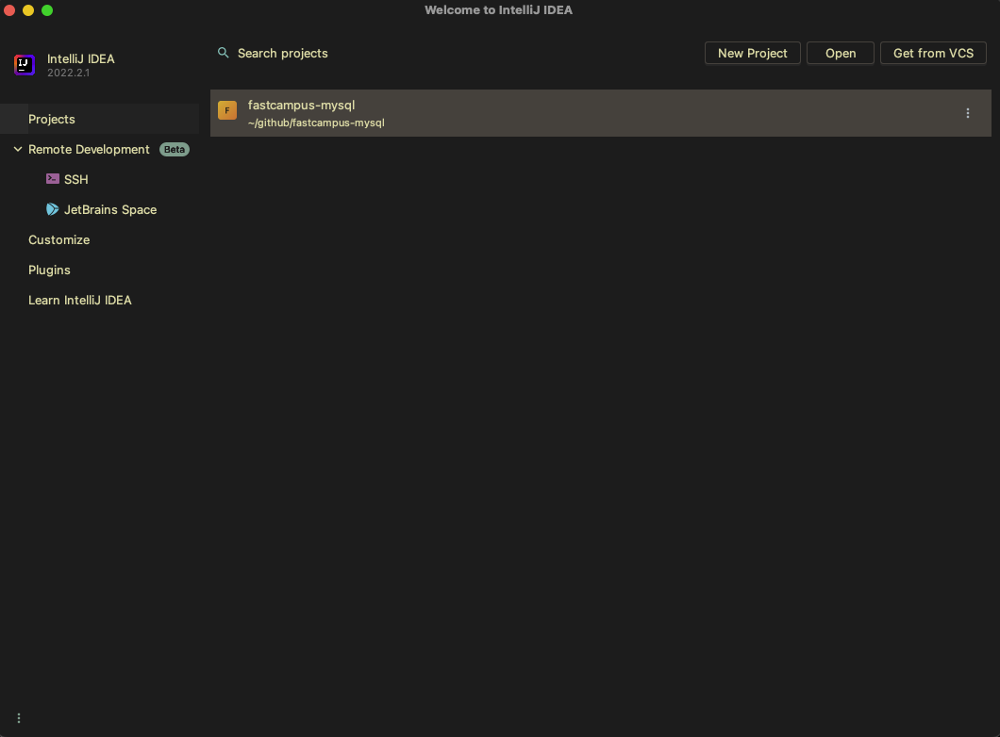 Welcome to IntelliJ IDEA
IJ
IntelliJ IDEA
2022.2.1
Search projects
New Project
Open
Get from VCS
F
fastcampus-mysql
~/github/fastcampus-mysql
Projects
Remote Development Beta
SSH
JetBrains Space
Customize
Plugins
Learn IntelliJ IDEA